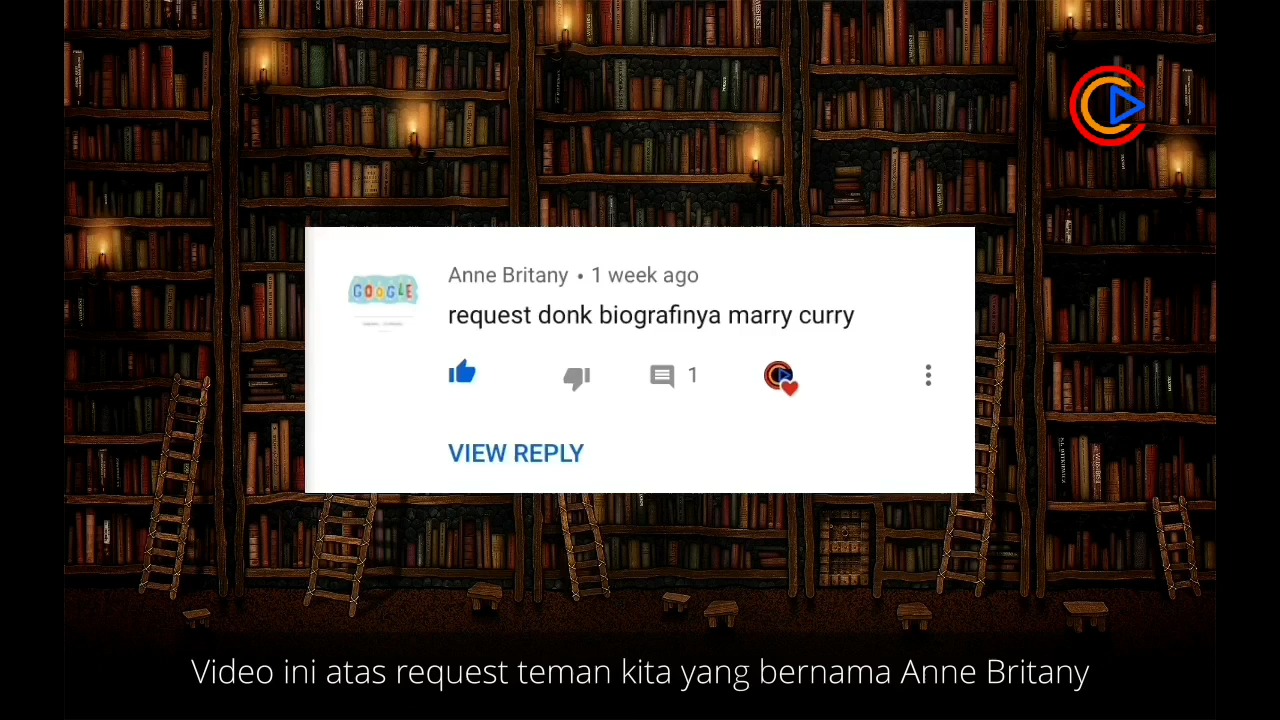 Anne Britany • 1 week ago
GOOGLE
request donk biografinya marry curry
1
VIEW REPLY
Video ini atas request teman kita yang bernama Anne Britany